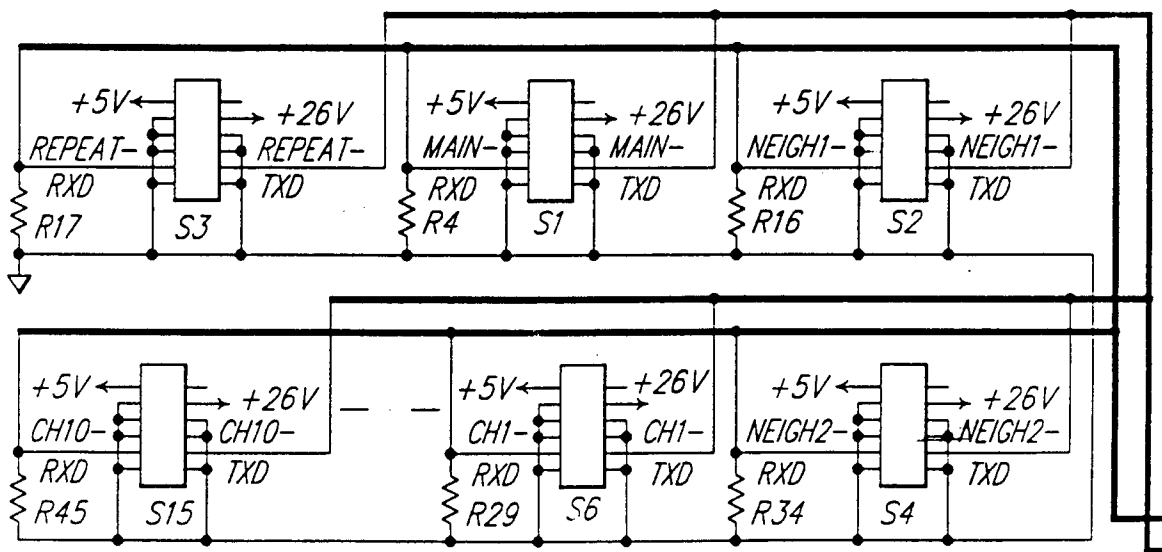 +5V +26V +5V +26V +5V +26V
REPEAT- REPEAT- MAIN- MAIN- NEIGH1- NEIGH1-
RXD TXD RXD TXD RXD TXD
R17 S3 R4 S1 R16 S2
+5V +26V +5V +26V +5V +26V
CH10- CH10- CH1- CH1- NEIGH2- NEIGH2-
RXD TXD RXD TXD RXD TXD
R45 S15 R29 S6 R34 S4